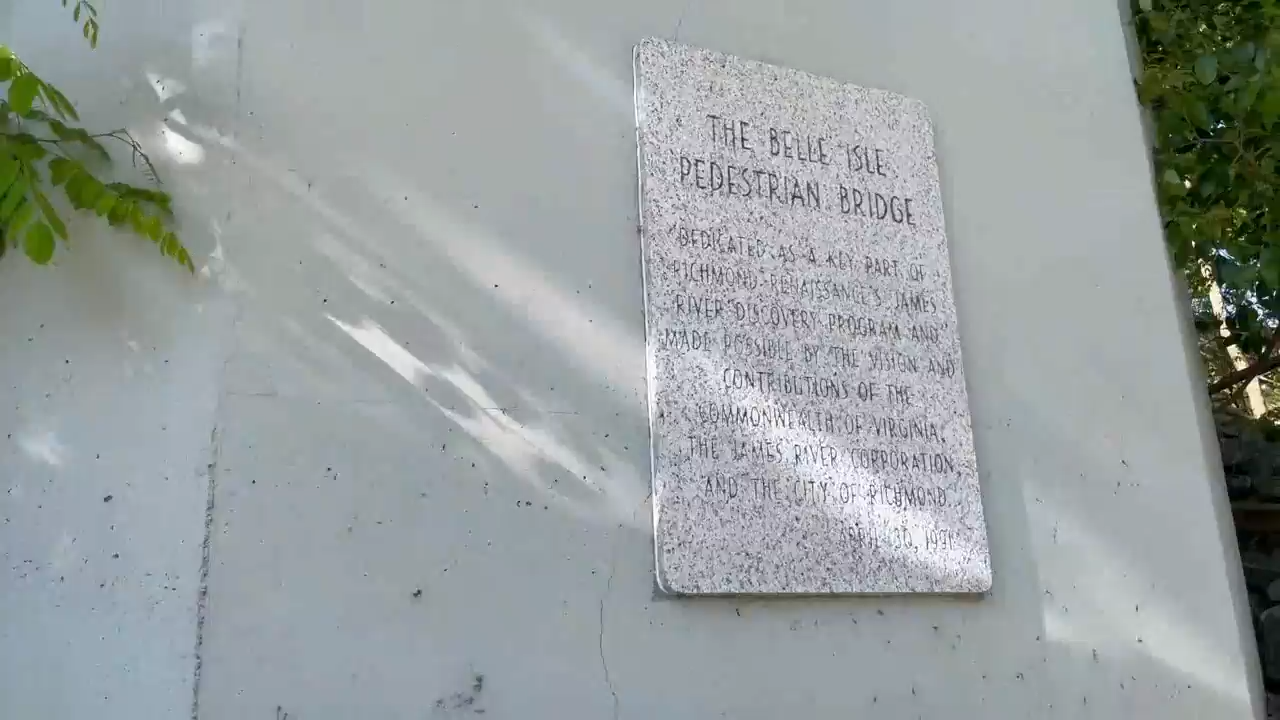 THE BELLE ISLE
PEDESTRIAN BRIDGE
"DEDICATED AS A KEY PART OF
RICHMOND RENAISSANCE'S JAMES
RIVER DISCOVERY PROGRAM AND"
MADE POSSIBLE BY THE VISION AND
CONTRIBUTIONS OF THE
COMMONWEALTH OF VIRGINIA,
THE JAMES RIVER CORPORATION,
AND THE CITY OF RICHMOND.
APRIL 30,